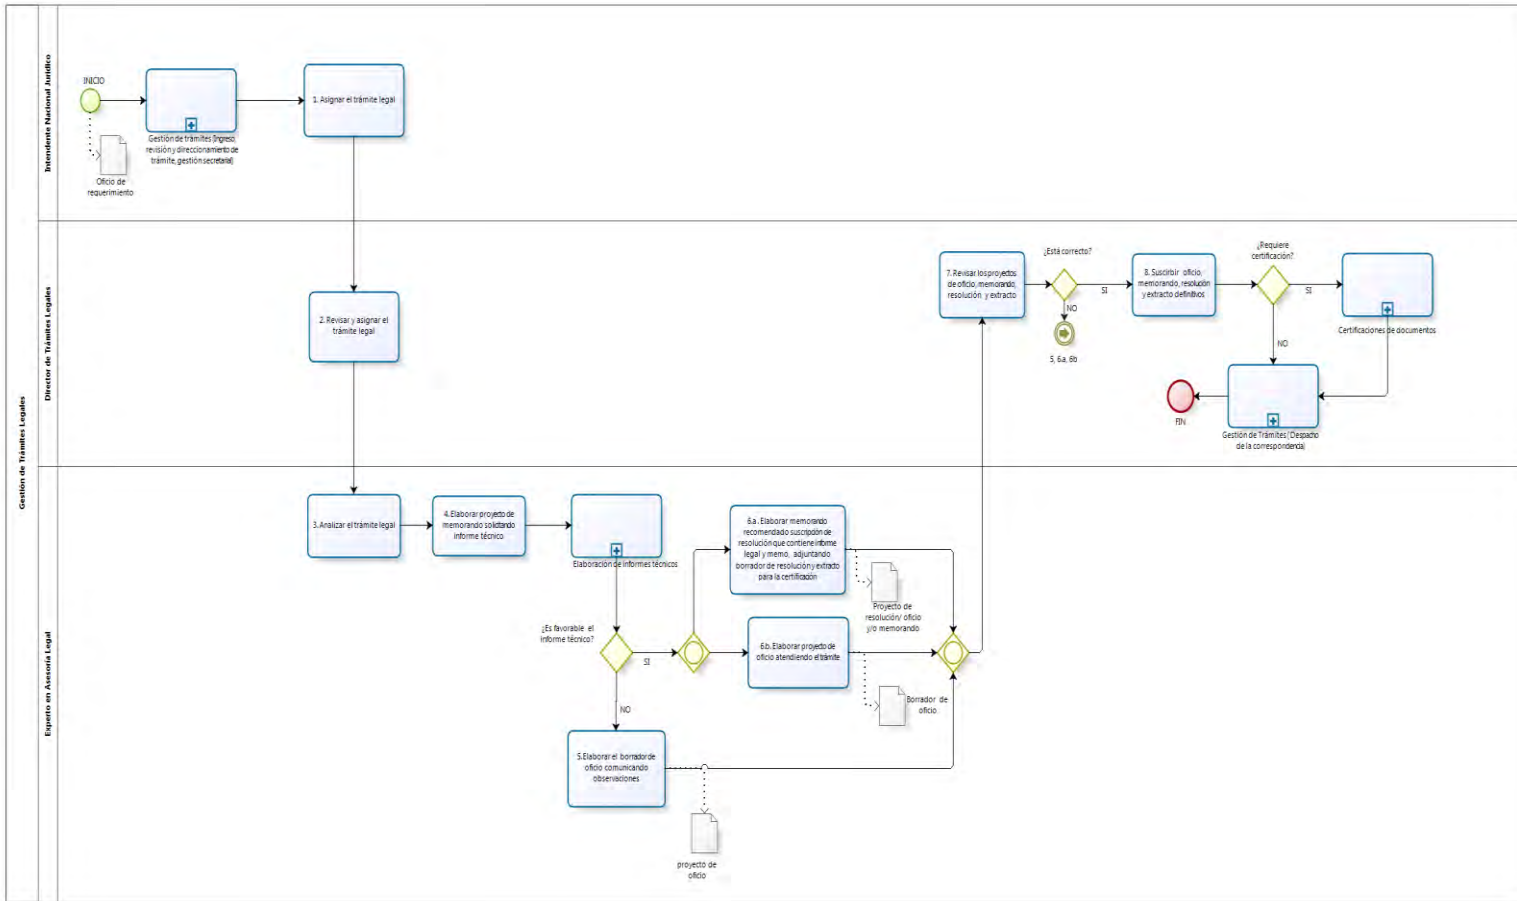 Gestión de Trámites Legales
Intendente Nacional Jurídico
INICIO
Oficio de
requerimiento
Gestión de trámites (Ingreso,
revisión y direccionamiento de
trámite, gestión secretarial)
1. Asignar el trámite legal
Director de Trámites Legales
2. Revisar y asignar el
trámite legal
7. Revisar los proyectos
de oficio, memorando,
resolución y extracto
¿Está correcto?
SI
NO
5, 6a, 6b
8. Suscirbir oficio,
memorando, resolución
y extracto definitivos
¿Requiere
certificación?
SI
NO
Certificaciones de documentos
Gestión de Trámites ( Despacho
de la correspondencia)
FIN
Experto en Asesoría Legal
3. Analizar el trámite legal
4. Elaborar proyecto de
memorando solicitando
informe técnico
Elaboración de informes técnicos
¿Es favorable el
informe técnico?
SI
NO
6.a . Elaborar memorando
recomendado suscripción de
resolución que contiene informe
legal y memo, adjuntando
borrador de resolución y extracto
para la certificación
Proyecto de
resolución/ oficio
y/o memorando
6.b. Elaborar proyecto de
oficio atendiendo el trámite
Borrador de
oficio
5.Elaborar el borrador de
oficio comunicando
observaciones
proyecto de
oficio